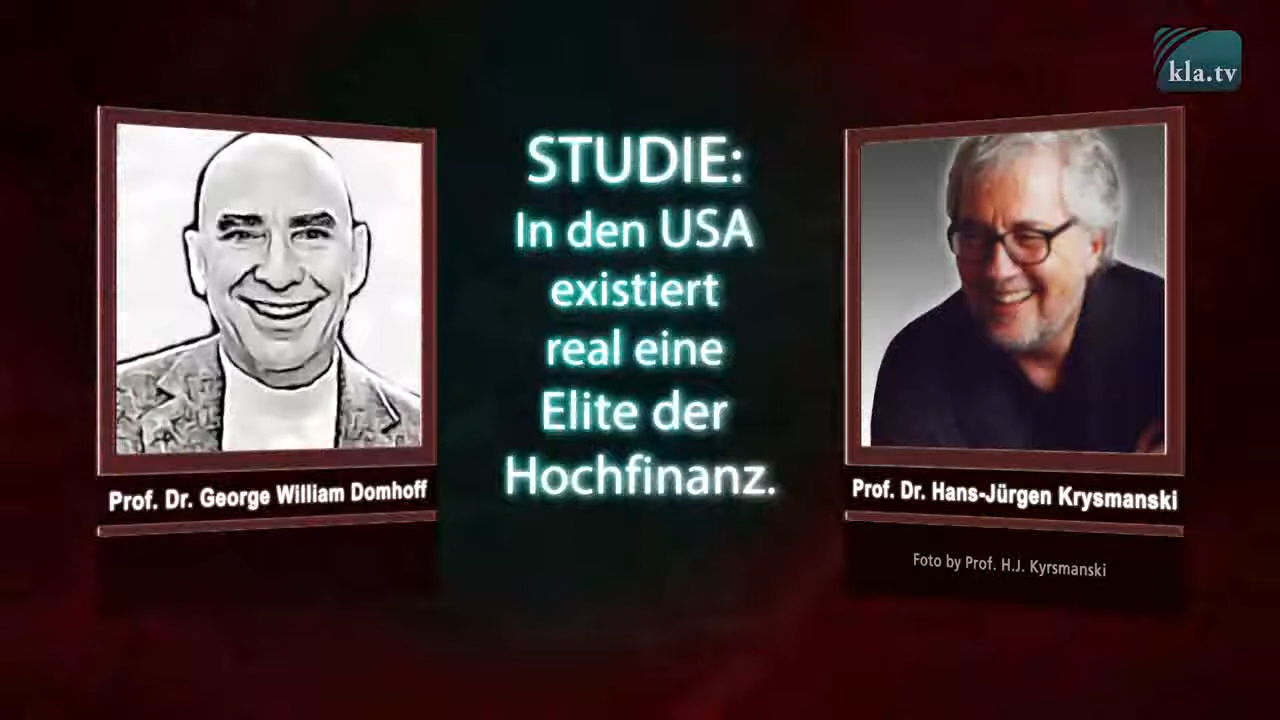 kla.tv
STUDIE:
In den USA
existiert
real eine
Elite der
Hochfinanz.
Prof. Dr. George William Domhoff
Prof. Dr. Hans-Jürgen Krysmanski
Foto by Prof. H.J. Kyrsmanski